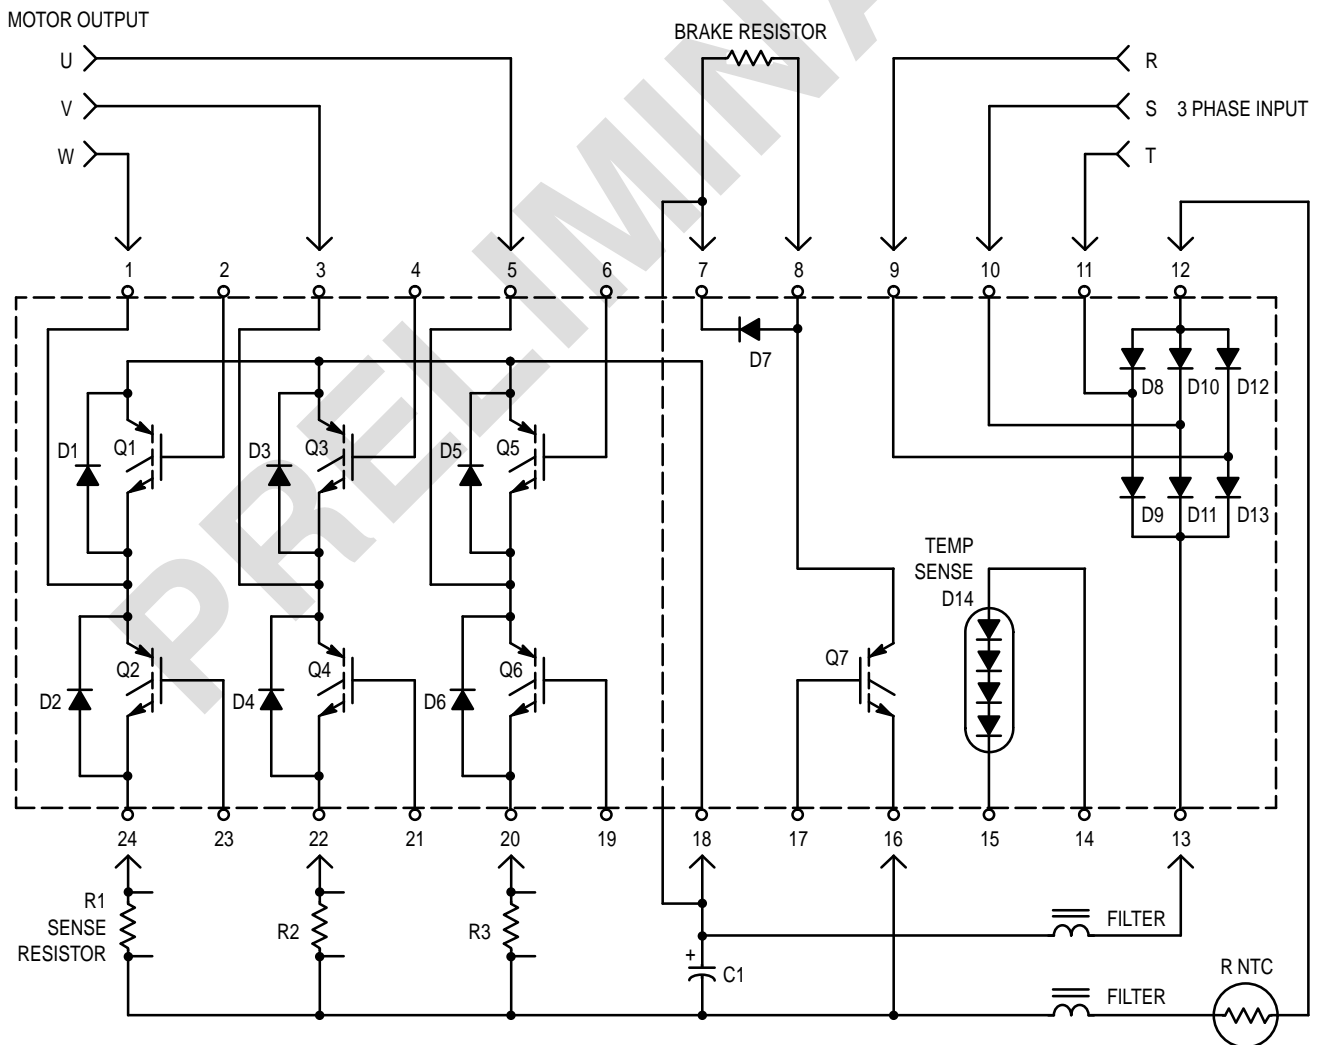 MOTOR OUTPUT
BRAKE RESISTOR
U
R
V
S 3 PHASE INPUT
W
T
1 2 3 4 5 6 7 8 9 10 11 12
D7
D8 D10 D12
D1 Q1 D3 Q3 D5 Q5
D9 D11 D13
TEMP
SENSE
D14
D2 Q2 D4 Q4 D6 Q6 Q7
24 23 22 21 20 19 18 17 16 15 14 13
R1
SENSE
RESISTOR
R2
R3
FILTER
+
C1
R NTC
FILTER
PRELIMINA